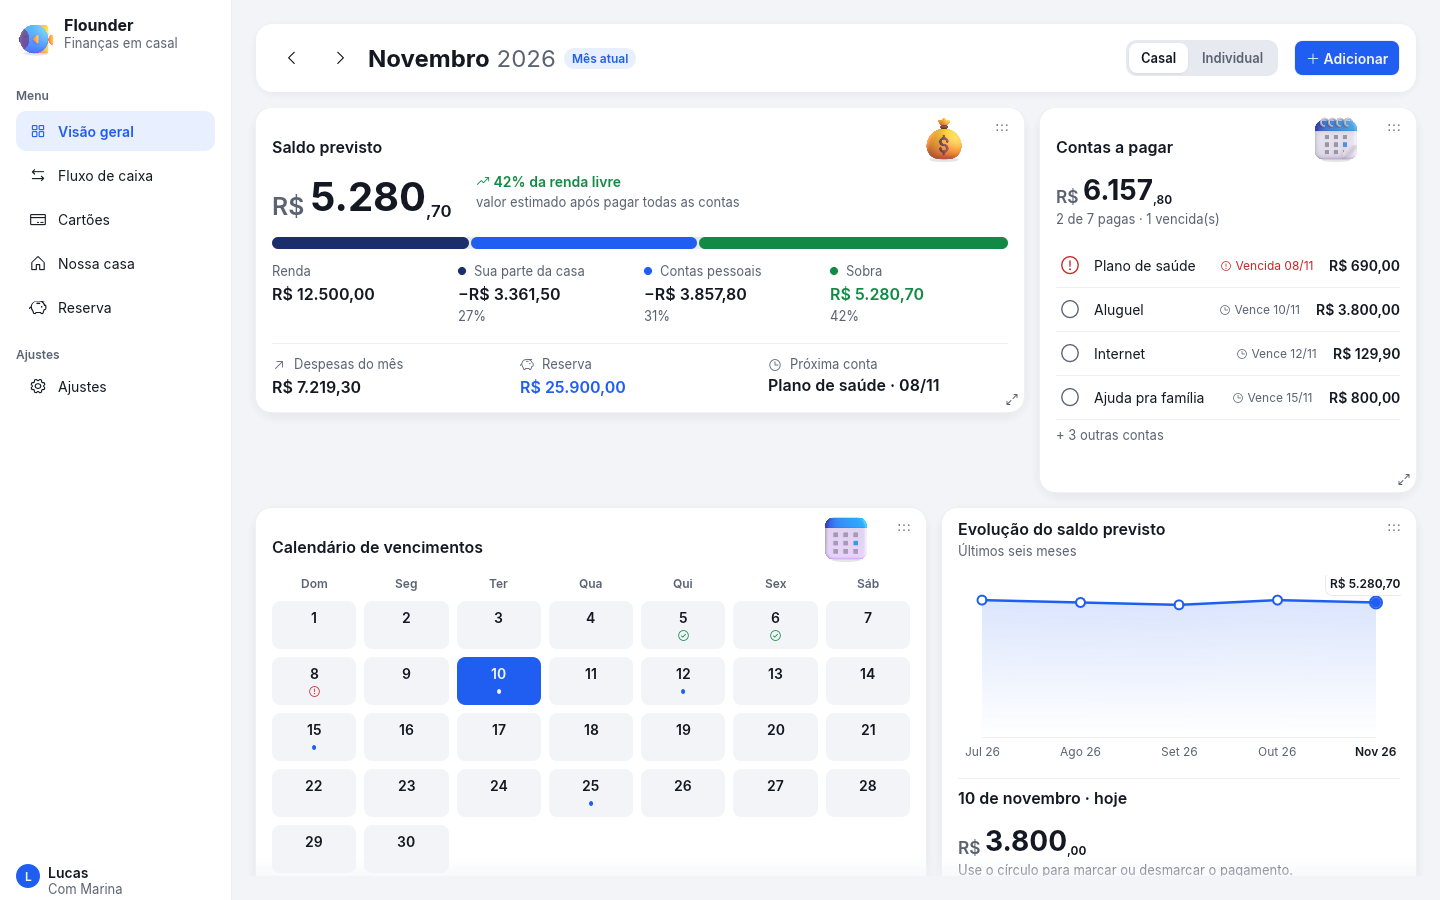 Flounder
Finanças em casal
Menu
Visão geral
Fluxo de caixa
Cartões
Nossa casa
Reserva
Ajustes
Ajustes
L
Lucas
Com Marina
Novembro 2026 Mês atual
Casal Individual
+ Adicionar
Saldo previsto
R$ 5.280,70
42% da renda livre
valor estimado após pagar todas as contas
Renda Sua parte da casa Contas pessoais Sobra
R$ 12.500,00 −R$ 3.361,50 −R$ 3.857,80 R$ 5.280,70
27% 31% 42%
Despesas do mês Reserva Próxima conta
R$ 7.219,30 R$ 25.900,00 Plano de saúde · 08/11
Contas a pagar
R$ 6.157,80
2 de 7 pagas · 1 vencida(s)
Plano de saúde Vencida 08/11 R$ 690,00
Aluguel Vence 10/11 R$ 3.800,00
Internet Vence 12/11 R$ 129,90
Ajuda pra família Vence 15/11 R$ 800,00
+ 3 outras contas
Calendário de vencimentos
Dom Seg Ter Qua Qui Sex Sáb
1 2 3 4 5 6 7
8 9 10 11 12 13 14
15 16 17 18 19 20 21
22 23 24 25 26 27 28
29 30
Evolução do saldo previsto
Últimos seis meses
R$ 5.280,70
Jul 26 Ago 26 Set 26 Out 26 Nov 26
10 de novembro · hoje
R$ 3.800,00
Use o círculo para marcar ou desmarcar o pagamento.